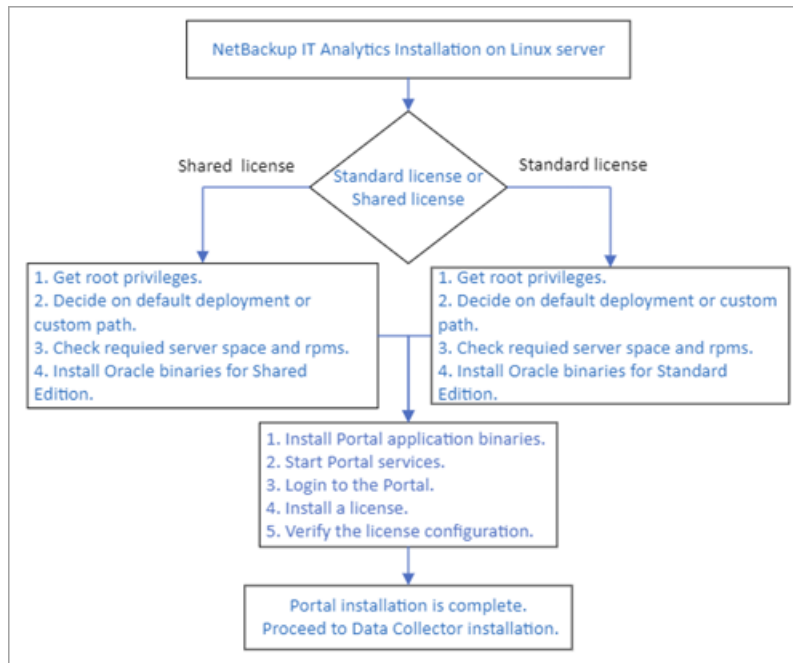 NetBackup IT Analytics Installation on Linux server
Standard license or
Shared license
Shared license
Standard license
1. Get root privileges.
2. Decide on default deployment or
custom path.
3. Check requied server space and rpms.
4. Install Oracle binaries for Shared
Edition.
1. Get root privileges.
2. Decide on default deployment or custom
path.
3. Check requied server space and rpms.
4. Install Oracle binaries for Standard
Edition.
1. Install Portal application binaries.
2. Start Portal services.
3. Login to the Portal.
4. Install a license.
5. Verify the license configuration.
Portal installation is complete.
Proceed to Data Collector installation.